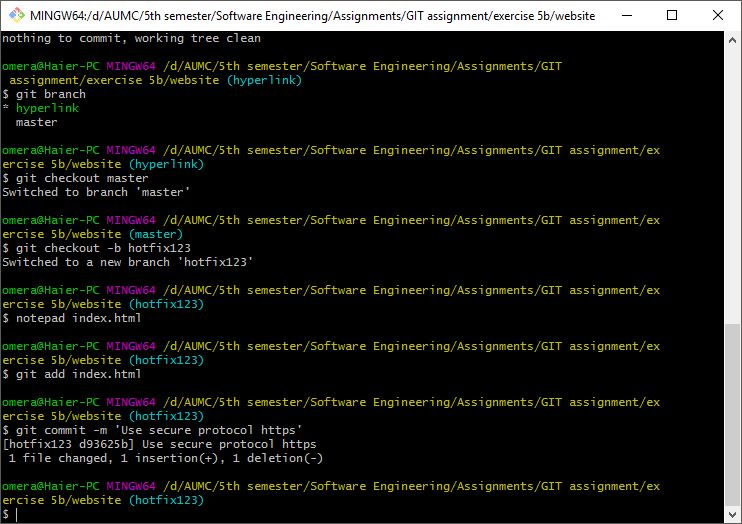 MINGW64:/d/AUMC/5th semester/Software Engineering/Assignments/GIT assignment/exercise 5b/website
nothing to commit, working tree clean
omera@Haier-PC MINGW64 /d/AUMC/5th semester/Software Engineering/Assignments/GIT
 assignment/exercise 5b/website (hyperlink)
$ git branch
* hyperlink
  master
omera@Haier-PC MINGW64 /d/AUMC/5th semester/Software Engineering/Assignments/GIT assignment/ex
ercise 5b/website (hyperlink)
$ git checkout master
Switched to branch 'master'
omera@Haier-PC MINGW64 /d/AUMC/5th semester/Software Engineering/Assignments/GIT assignment/ex
ercise 5b/website (master)
$ git checkout -b hotfix123
Switched to a new branch 'hotfix123'
omera@Haier-PC MINGW64 /d/AUMC/5th semester/Software Engineering/Assignments/GIT assignment/ex
ercise 5b/website (hotfix123)
$ notepad index.html
omera@Haier-PC MINGW64 /d/AUMC/5th semester/Software Engineering/Assignments/GIT assignment/ex
ercise 5b/website (hotfix123)
$ git add index.html
omera@Haier-PC MINGW64 /d/AUMC/5th semester/Software Engineering/Assignments/GIT assignment/ex
ercise 5b/website (hotfix123)
$ git commit -m 'Use secure protocol https'
[hotfix123 d93625b] Use secure protocol https
 1 file changed, 1 insertion(+), 1 deletion(-)
omera@Haier-PC MINGW64 /d/AUMC/5th semester/Software Engineering/Assignments/GIT assignment/ex
ercise 5b/website (hotfix123)
$